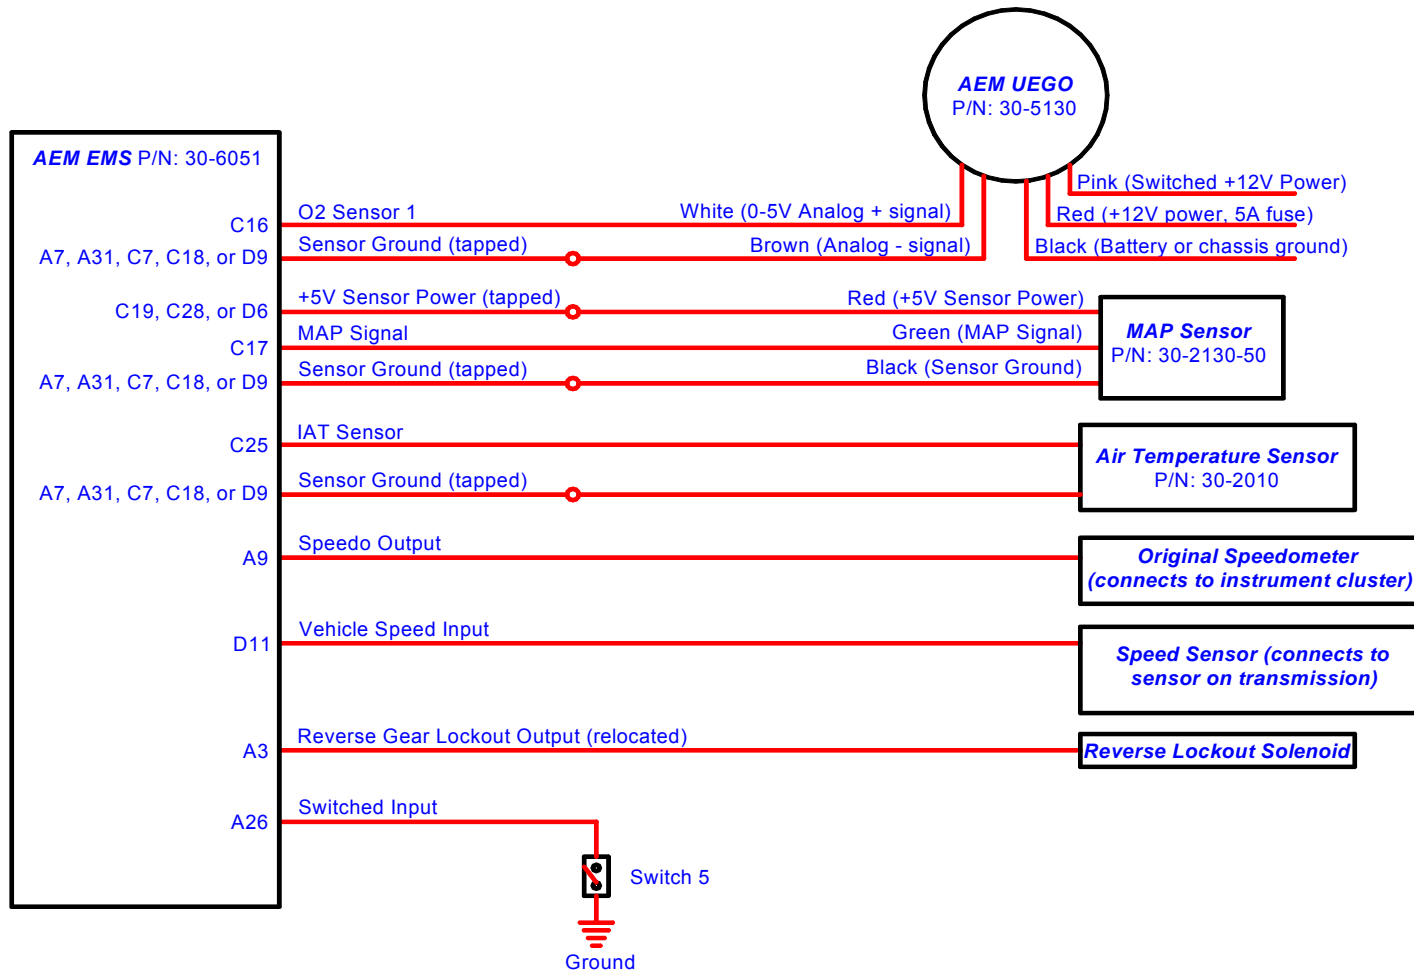 AEM UEGO
P/N: 30-5130
AEM EMS P/N: 30-6051
Pink (Switched +12V Power)
C16
O2 Sensor 1
White (0-5V Analog + signal)
Red (+12V power, 5A fuse)
A7, A31, C7, C18, or D9
Sensor Ground (tapped)
Brown (Analog - signal)
Black (Battery or chassis ground)
C19, C28, or D6
+5V Sensor Power (tapped)
Red (+5V Sensor Power)
C17
MAP Signal
Green (MAP Signal)
MAP Sensor
P/N: 30-2130-50
A7, A31, C7, C18, or D9
Sensor Ground (tapped)
Black (Sensor Ground)
C25
IAT Sensor
Air Temperature Sensor
P/N: 30-2010
A7, A31, C7, C18, or D9
Sensor Ground (tapped)
A9
Speedo Output
Original Speedometer
(connects to instrument cluster)
D11
Vehicle Speed Input
Speed Sensor (connects to
sensor on transmission)
A3
Reverse Gear Lockout Output (relocated)
Reverse Lockout Solenoid
A26
Switched Input
Switch 5
Ground